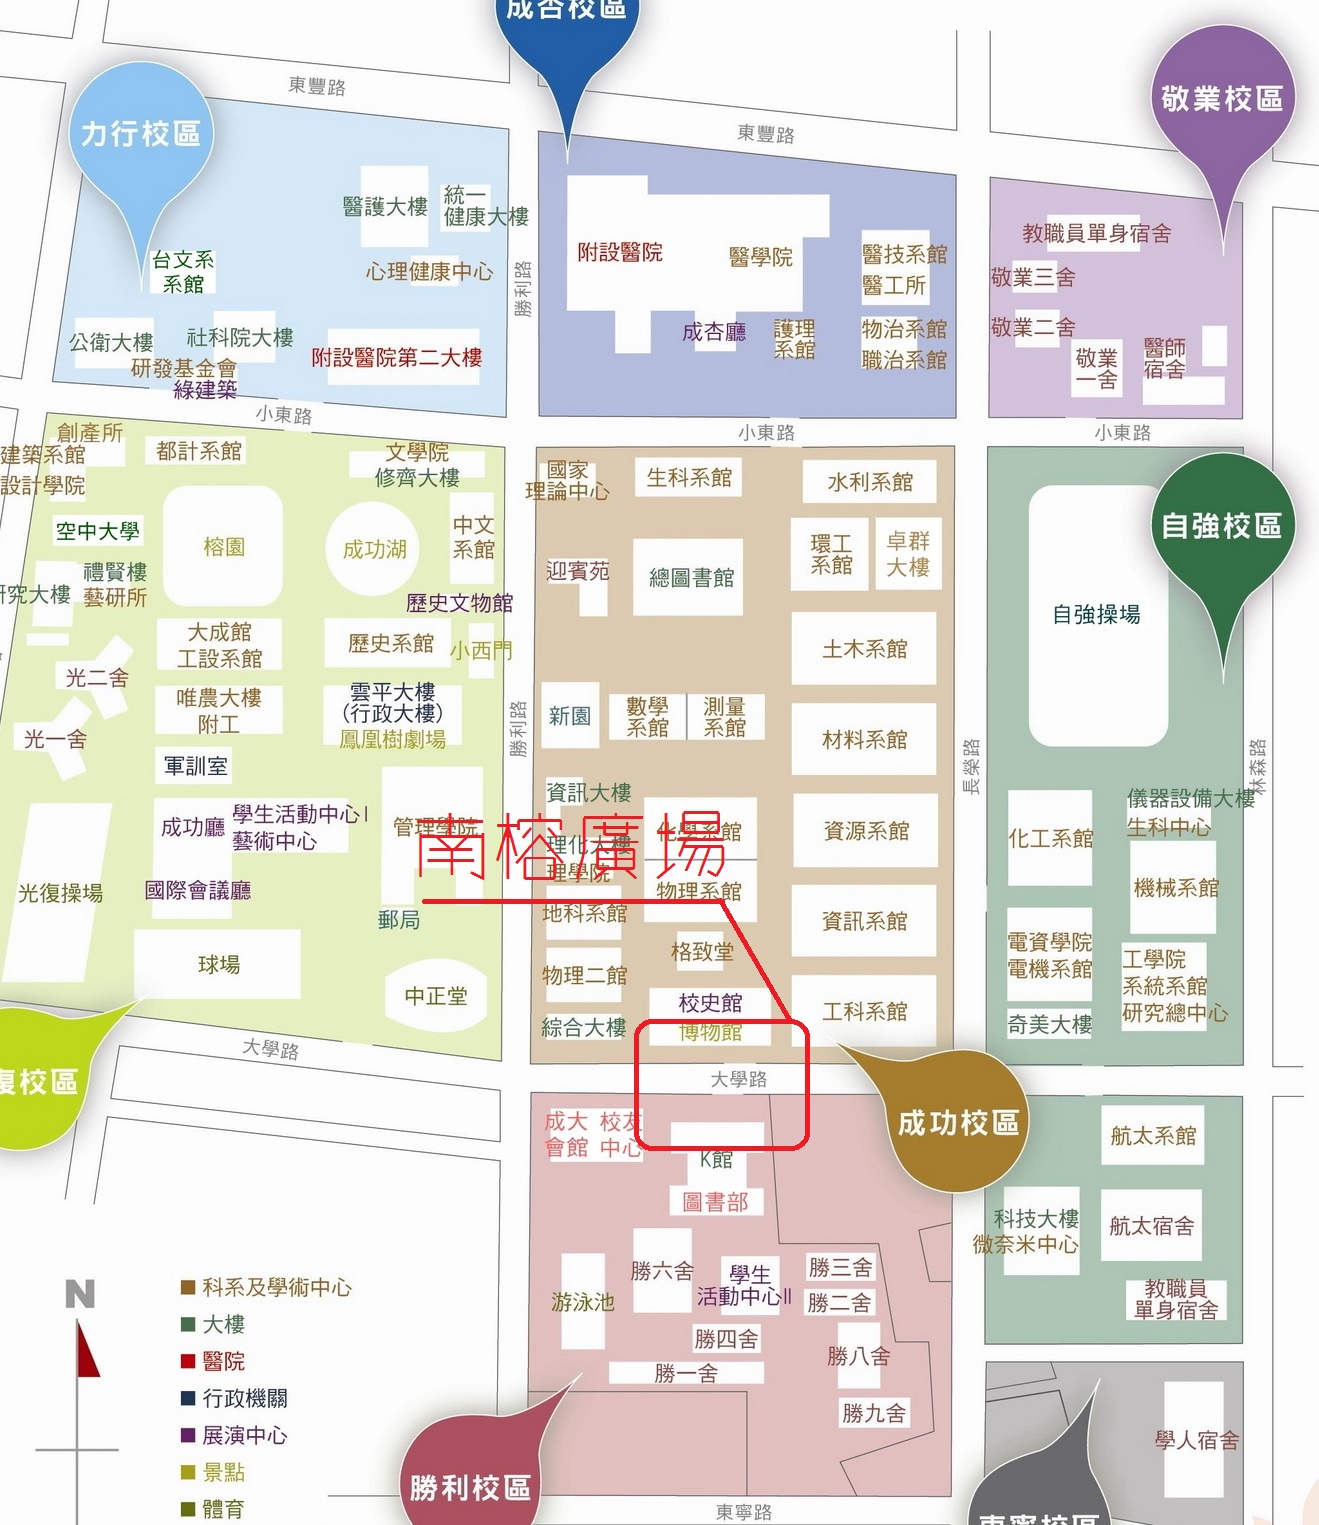 成杏校區
東豐路
東豐路
敬業校區
力行校區
醫護大樓
統一
健康大樓
心理健康中心
台文系
系館
公衛大樓
社科院大樓
研發基金會
綠建築
附設醫院第二大樓
勝利路
附設醫院
醫學院
醫技系館
醫工所
成杏廳
護理
系館
物治系館
職治系館
教職員單身宿舍
敬業三舍
敬業二舍
敬業
一舍
醫師
宿舍
小東路
小東路
小東路
創產所
建築系館
設計學院
都計系館
文學院
修齊大樓
空中大學
榕園
成功湖
中文
系館
禮賢樓
藝研所
研究大樓
歷史文物館
大成館
工設系館
歷史系館
小西門
光二舍
唯農大樓
附工
雲平大樓
(行政大樓)
鳳凰樹劇場
光一舍
軍訓室
成功廳
學生活動中心I
藝術中心
管理學院
光復操場
國際會議廳
郵局
球場
中正堂
勝利路
國家
理論中心
生科系館
水利系館
迎賓苑
總圖書館
環工
系館
卓群
大樓
土木系館
新園
數學
系館
測量
系館
材料系館
資訊大樓
化學系館
資源系館
理化大樓
理學院
物理系館
地科系館
資訊系館
格致堂
物理二館
校史館
工科系館
綜合大樓
博物館
南榕廣場
長榮路
自強校區
自強操場
林森路
儀器設備大樓
生科中心
化工系館
機械系館
電資學院
電機系館
工學院
系統系館
研究總中心
奇美大樓
大學路
大學路
復校區
成功校區
成大
會館
校友
中心
K館
圖書部
勝六舍
學生
活動中心II
勝三舍
勝二舍
游泳池
勝四舍
勝八舍
勝一舍
勝九舍
航太系館
科技大樓
微奈米中心
航太宿舍
教職員
單身宿舍
學人宿舍
勝利校區
東寧路
東寧校區
N
科系及學術中心
大樓
醫院
行政機關
展演中心
景點
體育